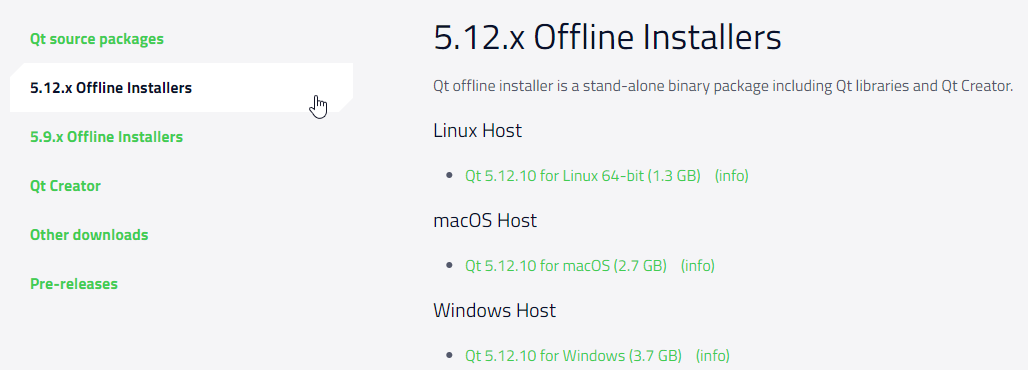 Qt source packages
5.12.x Offline Installers
5.9.x Offline Installers
Qt Creator
Other downloads
Pre-releases
5.12.x Offline Installers
Qt offline installer is a stand-alone binary package including Qt libraries and Qt Creator.
Linux Host
Qt 5.12.10 for Linux 64-bit (1.3 GB) (info)
macOS Host
Qt 5.12.10 for macOS (2.7 GB) (info)
Windows Host
Qt 5.12.10 for Windows (3.7 GB) (info)